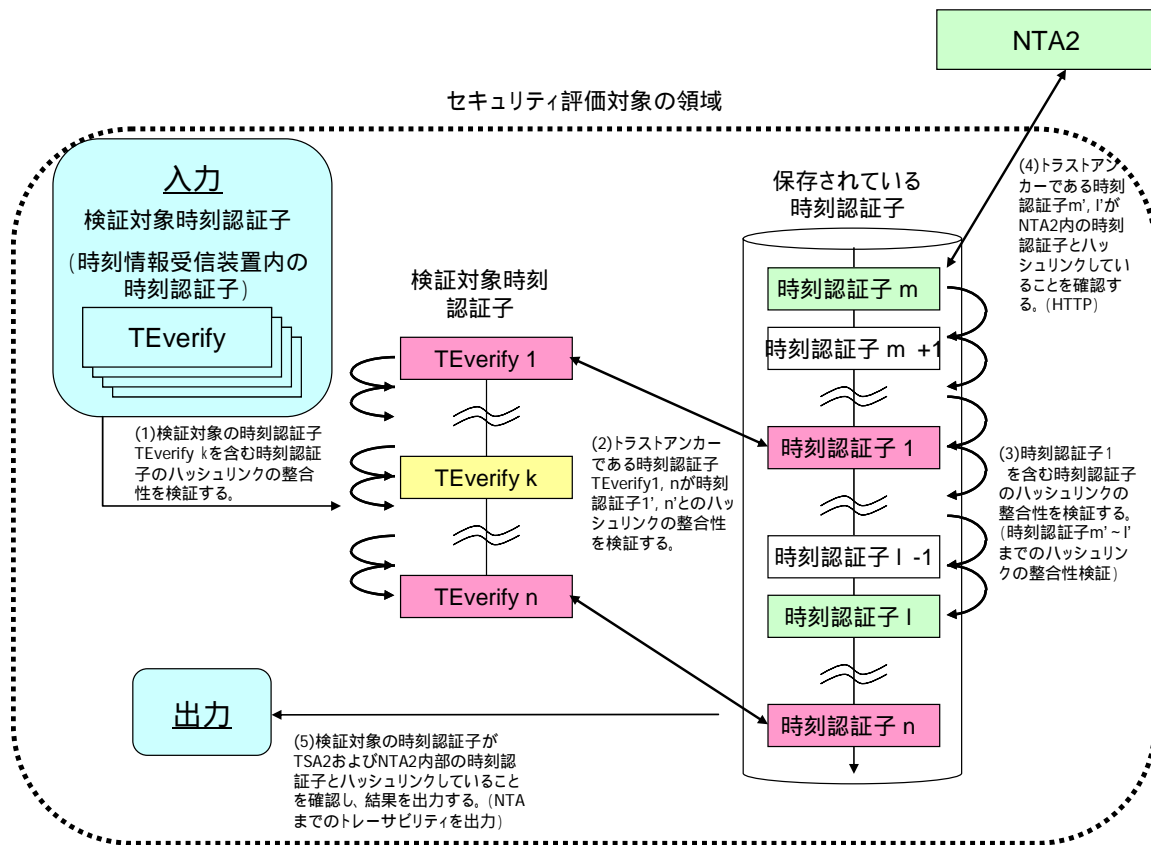 NTA2
セキュリティ評価対象の領域
入力
検証対象時刻認証子
(時刻情報受信装置内の
時刻認証子)
TEverify
(1)検証対象の時刻認証子
TEverify kを含む時刻認証
子のハッシュリンクの整合
性を検証する。
検証対象時刻
認証子
TEverify 1
TEverify k
TEverify n
(2)トラストアンカー
である時刻認証子
TEverify1, nが時刻
認証子1', n'とのハッ
シュリンクの整合性
を検証する。
保存されている
時刻認証子
時刻認証子 m
時刻認証子 m +1
時刻認証子 1
時刻認証子 l -1
時刻認証子 l
時刻認証子 n
(3)時刻認証子1
を含む時刻認証子
のハッシュリンクの
整合性を検証する。
(時刻認証子m'~l'
までのハッシュリン
クの整合性検証)
(4)トラストアン
カーである時刻
認証子m', l'が
NTA2内の時刻
認証子とハッ
シュリンクしてい
ることを確認す
る。(HTTP)
出力
(5)検証対象の時刻認証子が
TSA2およびNTA2内部の時刻認
証子とハッシュリンクしていること
を確認し、結果を出力する。(NTA
までのトレーサビリティを出力)